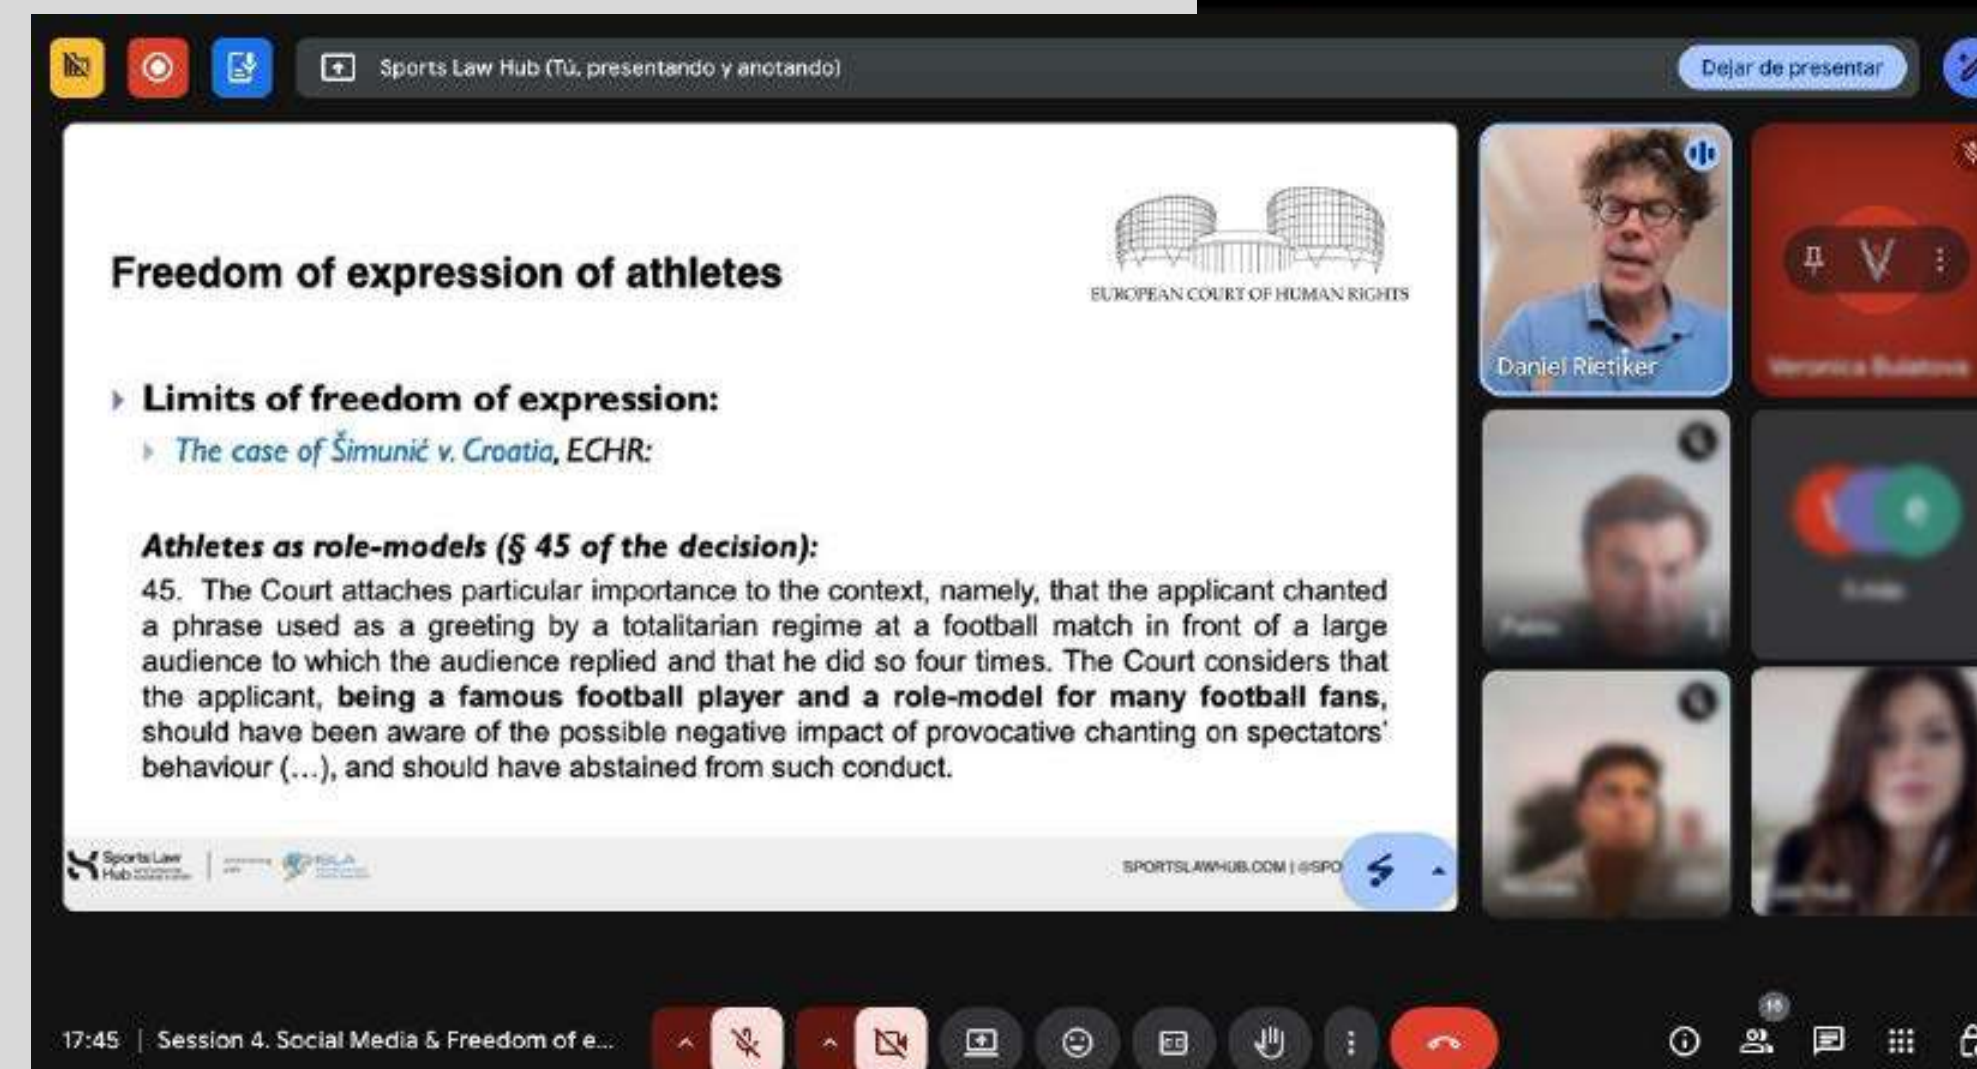 Sports Law Hub (Tú, presentando y anotando)
Dejar de presentar
EUROPEAN COURT OF HUMAN RIGHTS
Freedom of expression of athletes
Limits of freedom of expression:
The case of Šimunić v. Croatia, ECHR:
Athletes as role-models (§ 45 of the decision):
45. The Court attaches particular importance to the context, namely, that the applicant chanted
a phrase used as a greeting by a totalitarian regime at a football match in front of a large
audience to which the audience replied and that he did so four times. The Court considers that
the applicant, being a famous football player and a role-model for many football fans,
should have been aware of the possible negative impact of provocative chanting on spectators'
behaviour (...), and should have abstained from such conduct.
Sports Law
Hub
ISLA
SPORTSLAWHUB.COM | @SPO
Daniel Rietiker
V
17:45 | Session 4. Social Media & Freedom of e...
16